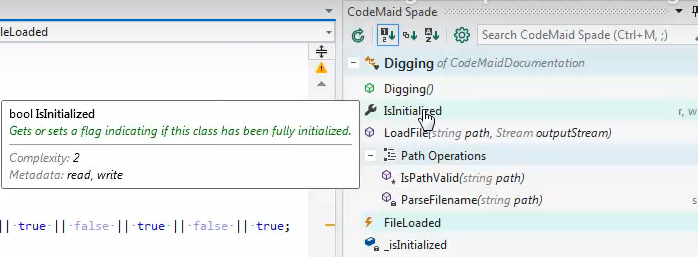 CodeMaid Spade
leLoaded
Search CodeMaid Spade (Ctrl+M, ;)
Digging of CodeMaidDocumentation
Digging()
bool IsInitialized
Gets or sets a flag indicating if this class has been fully initialized.
Complexity: 2
Metadata: read, write
IsInitialized r, w
LoadFile(string path, Stream outputStream)
Path Operations
IsPathValid(string path)
ParseFilename(string path) s
|| true || false || true || false || true;
FileLoaded
_isInitialized